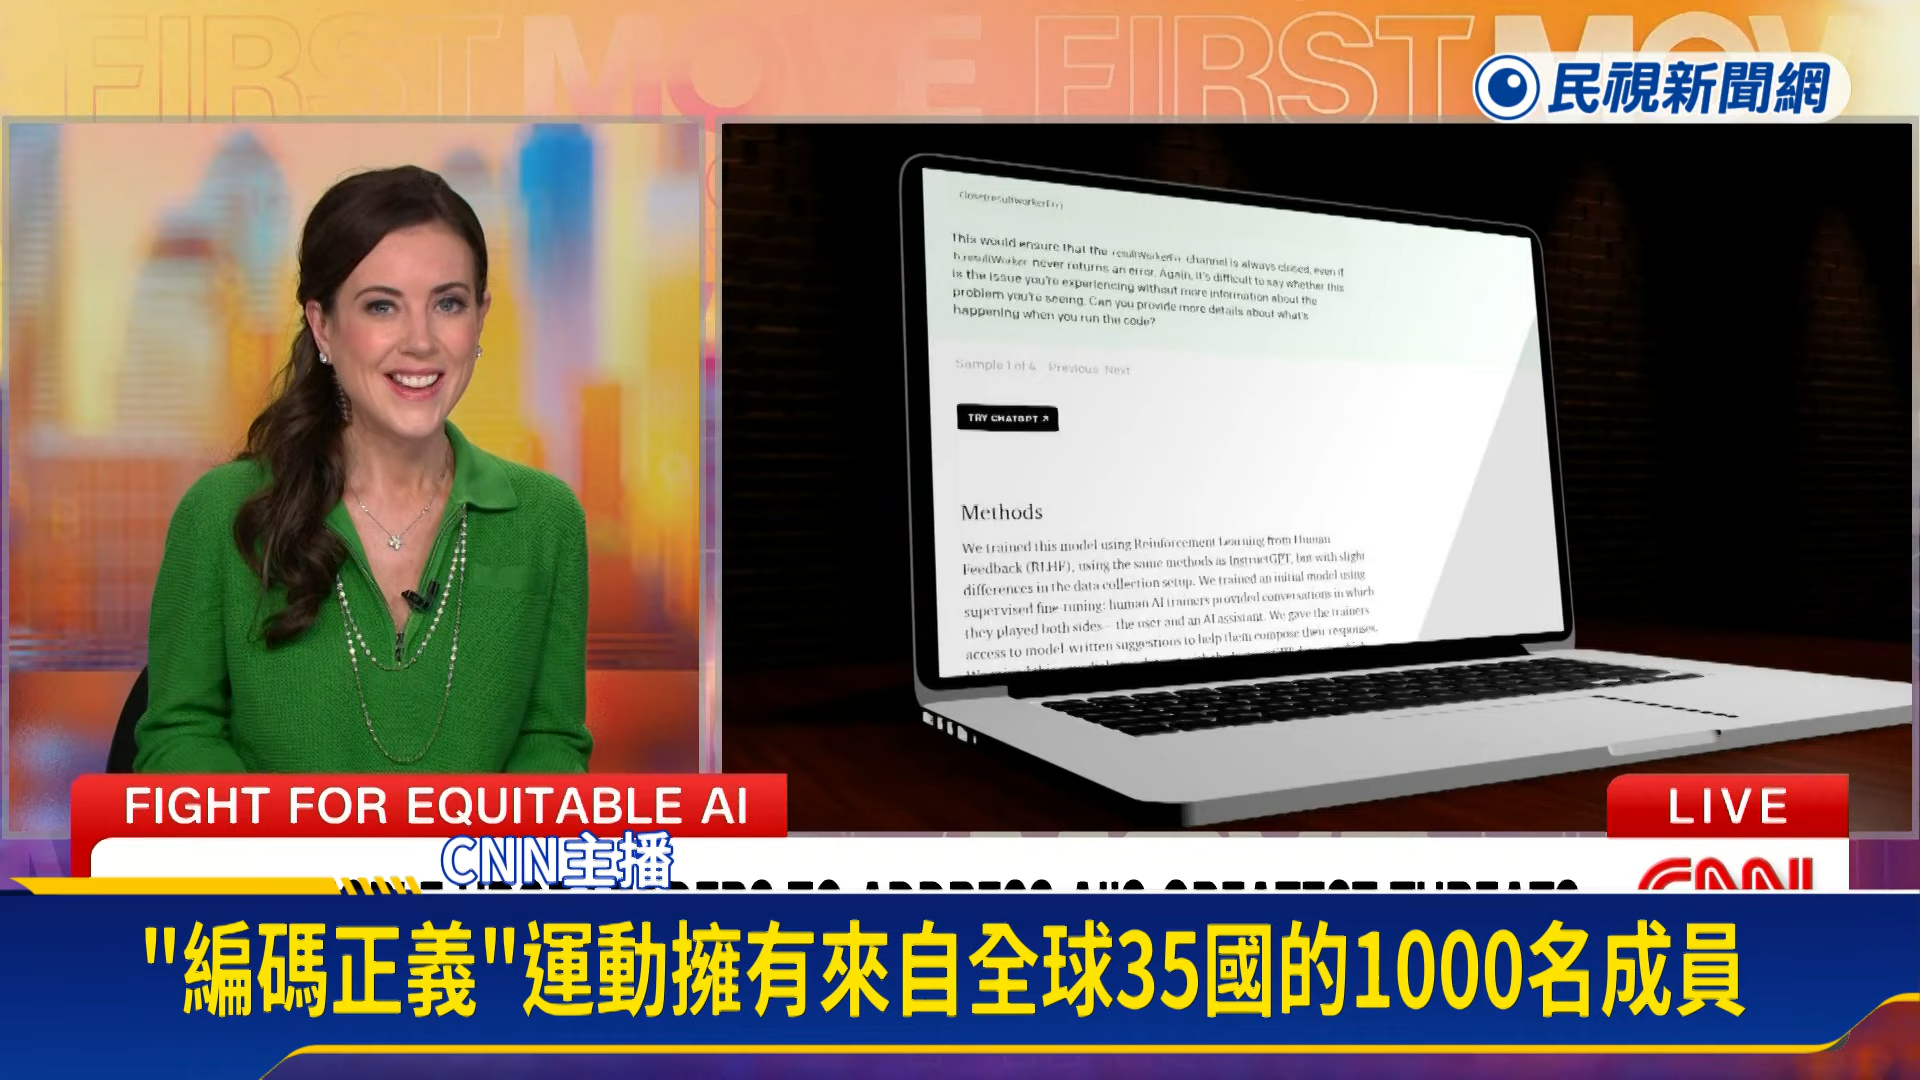 FIRST MOVE FIRST MOV
民視新聞網
This would ensure that the resultWorkerErr channel is always closed, even if
b.resultWorker never returns an error. Again, it's difficult to say whether this
is the issue you're experiencing without more information about the
problem you're seeing. Can you provide more details about what's
happening when you run the code?
Sample 1 of 4 Previous Next
TRY CHATGPT ↗
Methods
We trained this model using Reinforcement Learning from Human
Feedback (RLHF), using the same methods as InstructGPT, but with slight
differences in the data collection setup. We trained an initial model using
supervised fine-tuning: human AI trainers provided conversations in which
they played both sides—the user and an AI assistant. We gave the trainers
access to model-written suggestions to help them compose their responses.
FIGHT FOR EQUITABLE AI
LIVE
CNN主播
TO ADDRESS AI'S GREATEST THREATS
CNN
"編碼正義"運動擁有來自全球35國的1000名成員